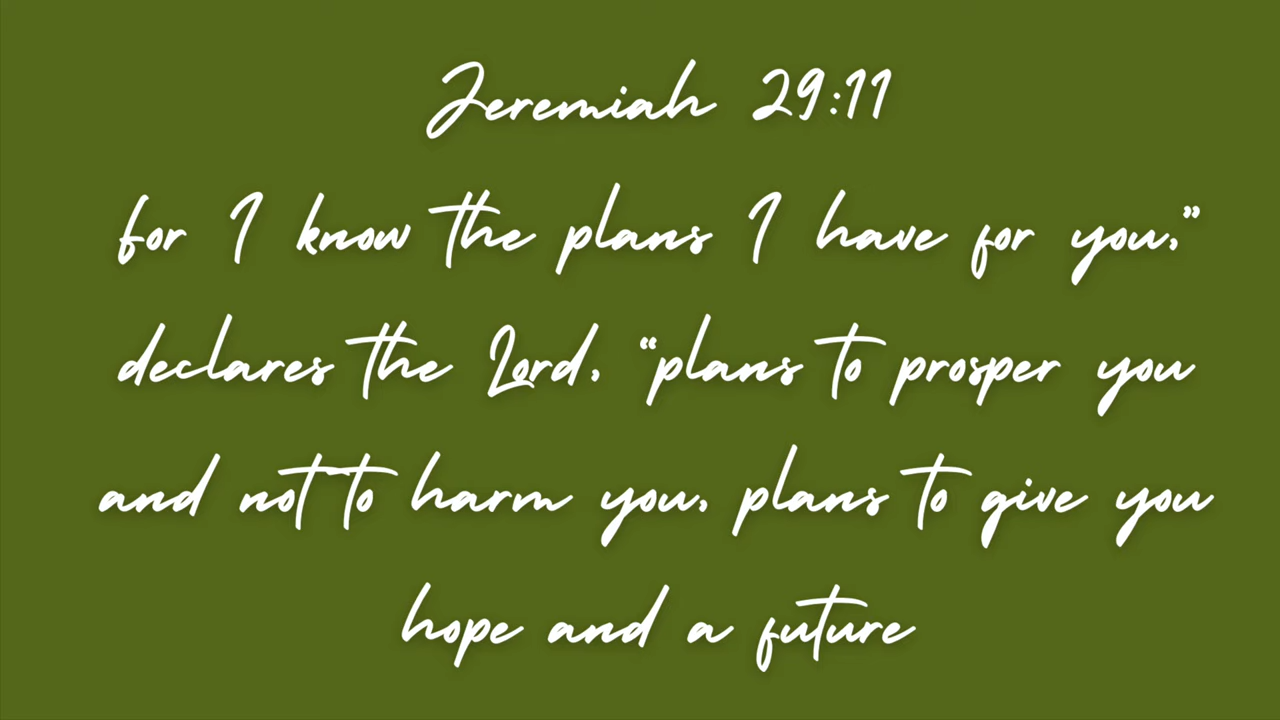 Jeremiah 29:11
for I know the plans I have for you,”
declares the Lord, “plans to prosper you
and not to harm you, plans to give you
hope and a future